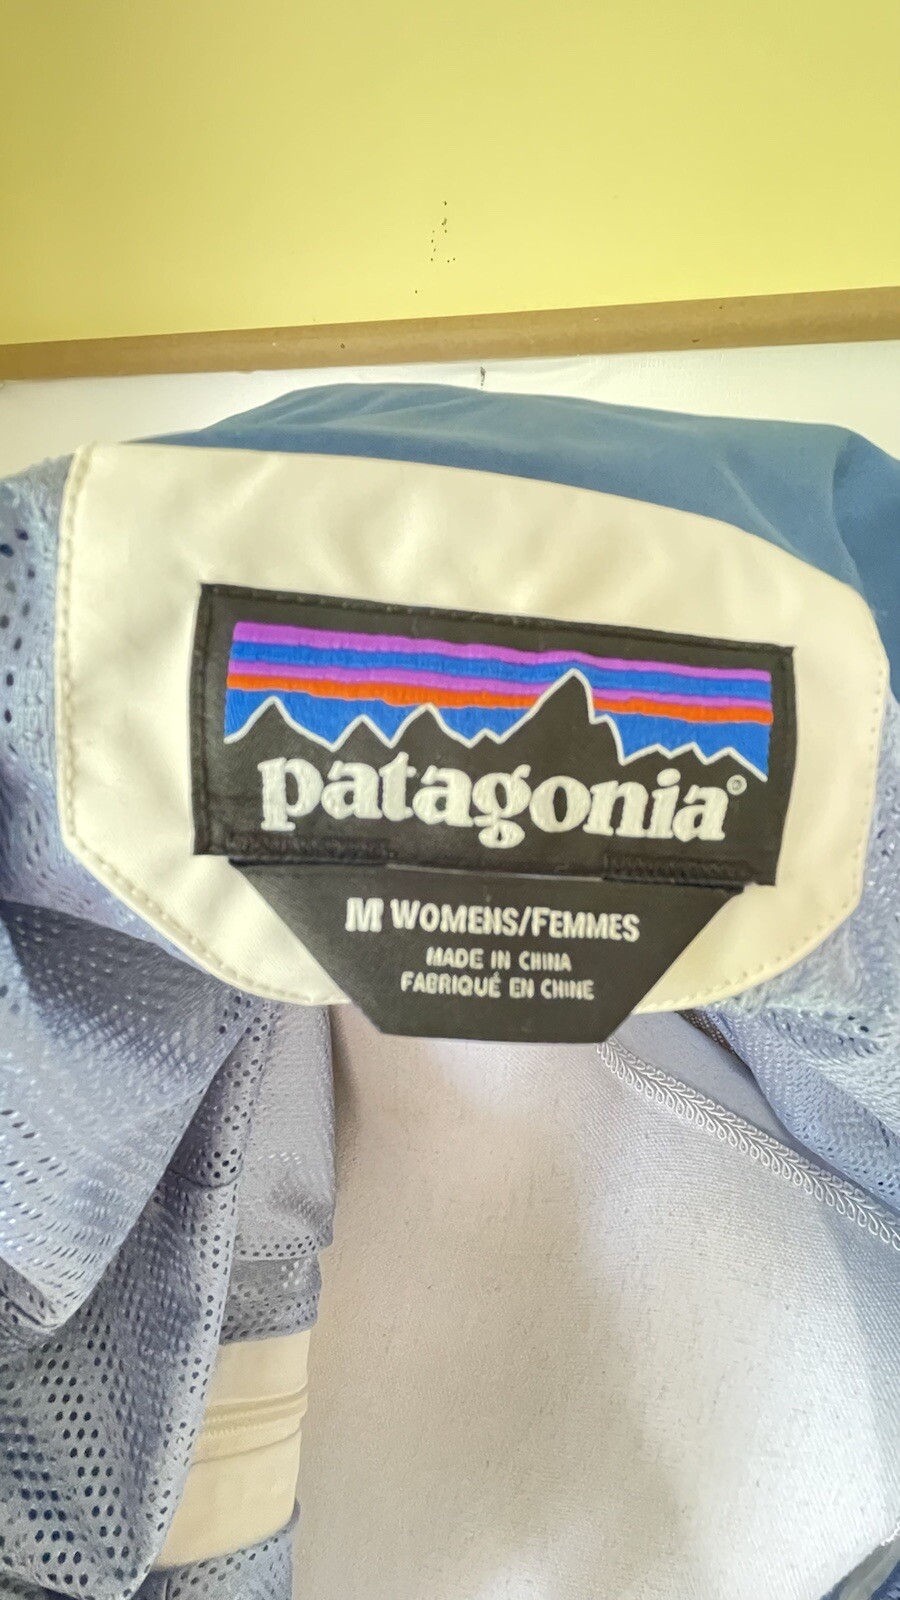 patagonia®
M WOMENS/FEMMES
MADE IN CHINA
FABRIQUÉ EN CHINE